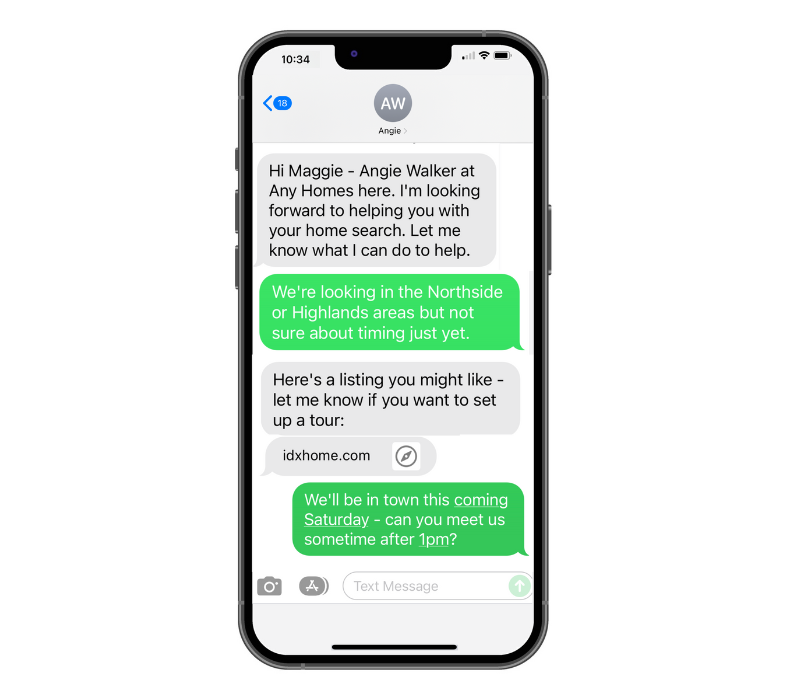 10:34
18
AW
Angie
Hi Maggie - Angie Walker at
Any Homes here. I'm looking
forward to helping you with
your home search. Let me
know what I can do to help.
We're looking in the Northside
or Highlands areas but not
sure about timing just yet.
Here's a listing you might like -
let me know if you want to set
up a tour:
idxhome.com
We'll be in town this coming
Saturday - can you meet us
sometime after 1pm?
Text Message